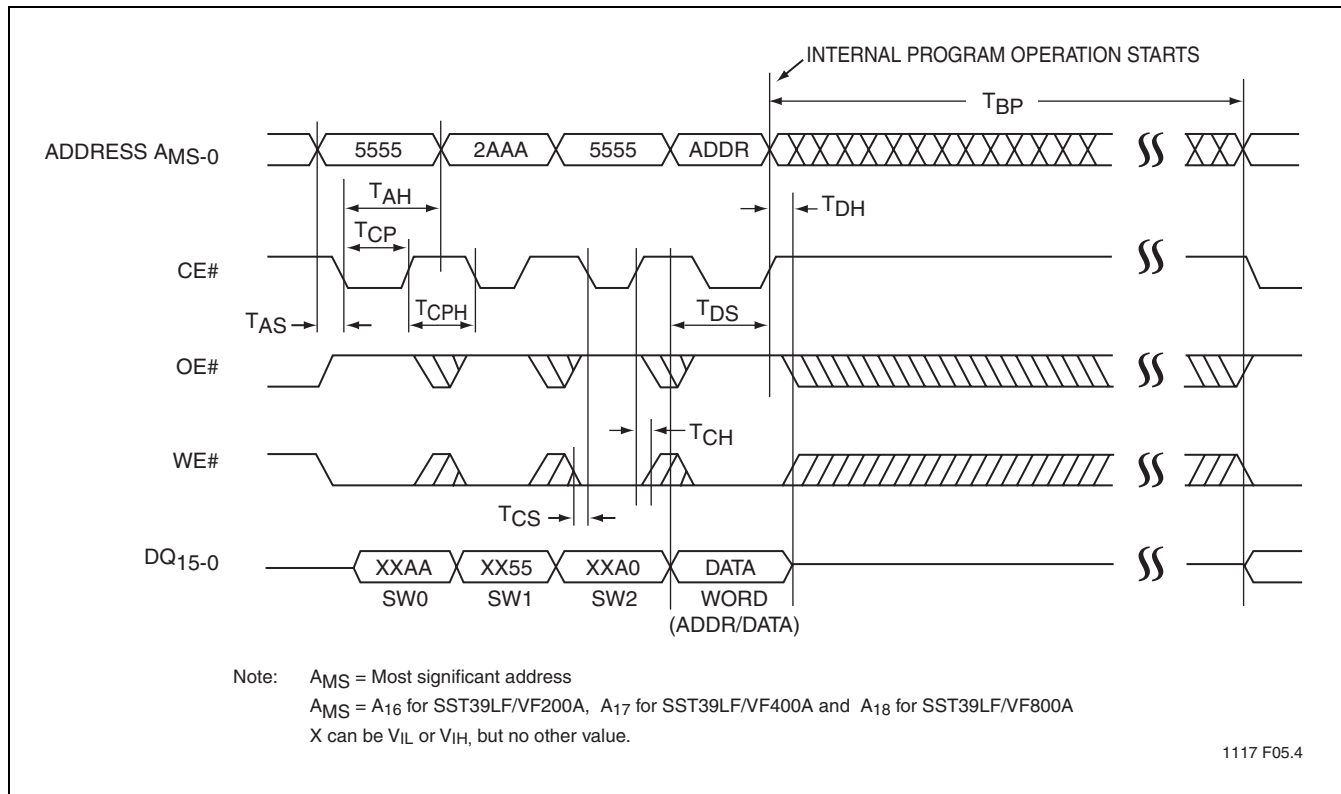 INTERNAL PROGRAM OPERATION STARTS
TBP
ADDRESS AMS-0
5555
2AAA
5555
ADDR
TAH
TDH
TCP
CE#
TCPH
TDS
TAS
OE#
TCH
WE#
TCS
DQ15-0
XXAA
XX55
XXA0
DATA
SW0
SW1
SW2
WORD
(ADDR/DATA)
Note: AMS = Most significant address
AMS = A16 for SST39LF/VF200A, A17 for SST39LF/VF400A and A18 for SST39LF/VF800A
X can be VIL or VIH, but no other value.
1117 F05.4